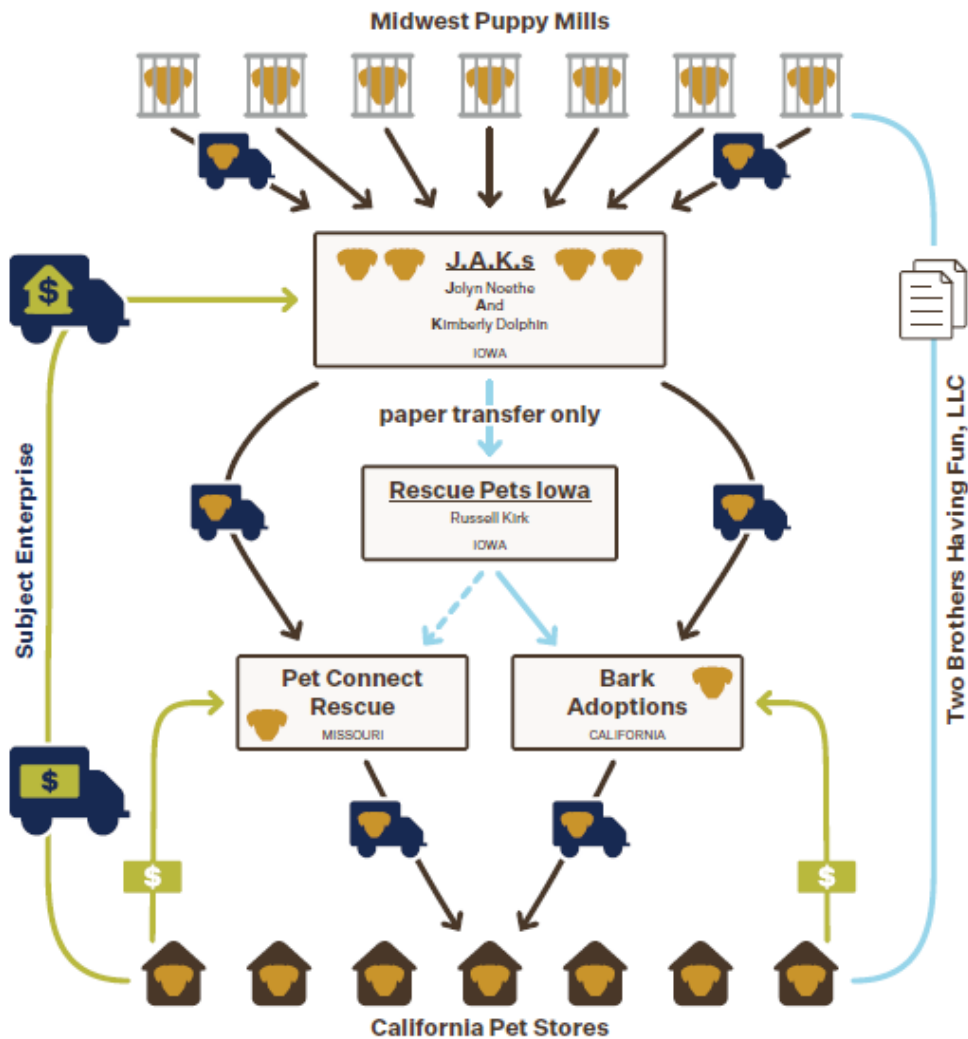 Midwest Puppy Mills
J.A.K.s
Jolyn Noethe
And
Kimberly Dolphin
IOWA
$
paper transfer only
Rescue Pets Iowa
Russell Kirk
IOWA
Subject Enterprise
Two Brothers Having Fun, LLC
Pet Connect
Rescue
MISSOURI
Bark
Adoptions
CALIFORNIA
$
$
$
California Pet Stores